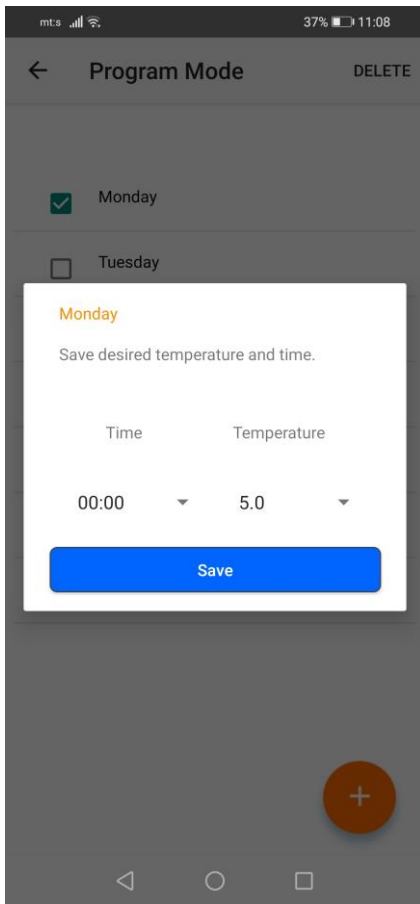 mt:s 37% 11:08
Program Mode DELETE
Monday
Tuesday
Monday
Save desired temperature and time.
Time Temperature
00:00 5.0
Save